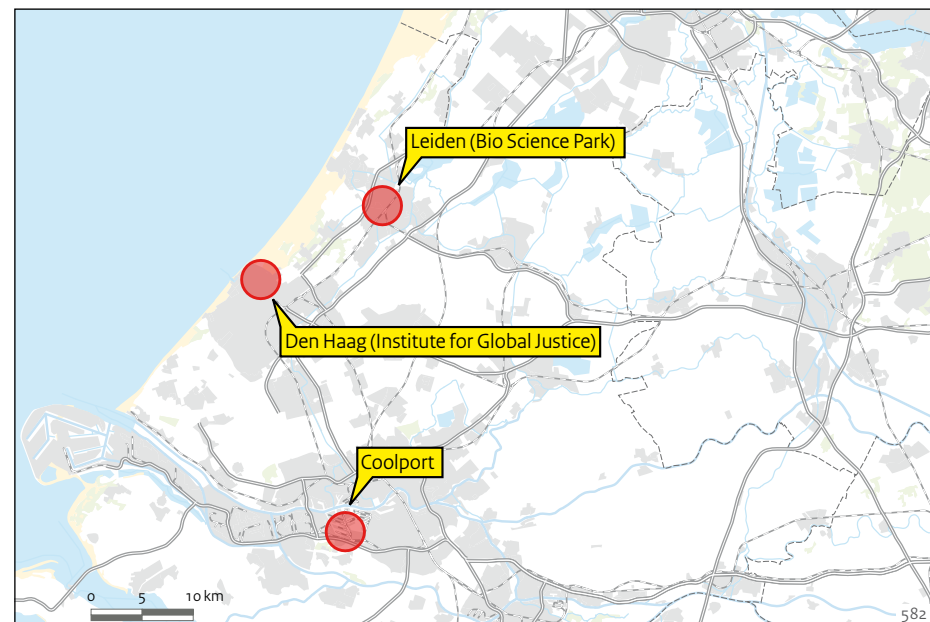 Leiden (Bio Science Park)
Den Haag (Institute for Global Justice)
Coolport
0 5 10 km
582